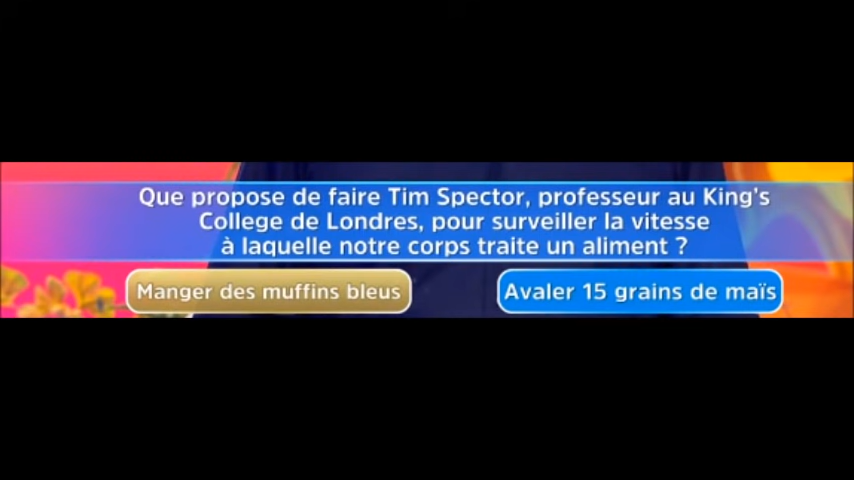 Que propose de faire Tim Spector, professeur au King's
College de Londres, pour surveiller la vitesse
à laquelle notre corps traite un aliment ?
Manger des muffins bleus
Avaler 15 grains de maïs